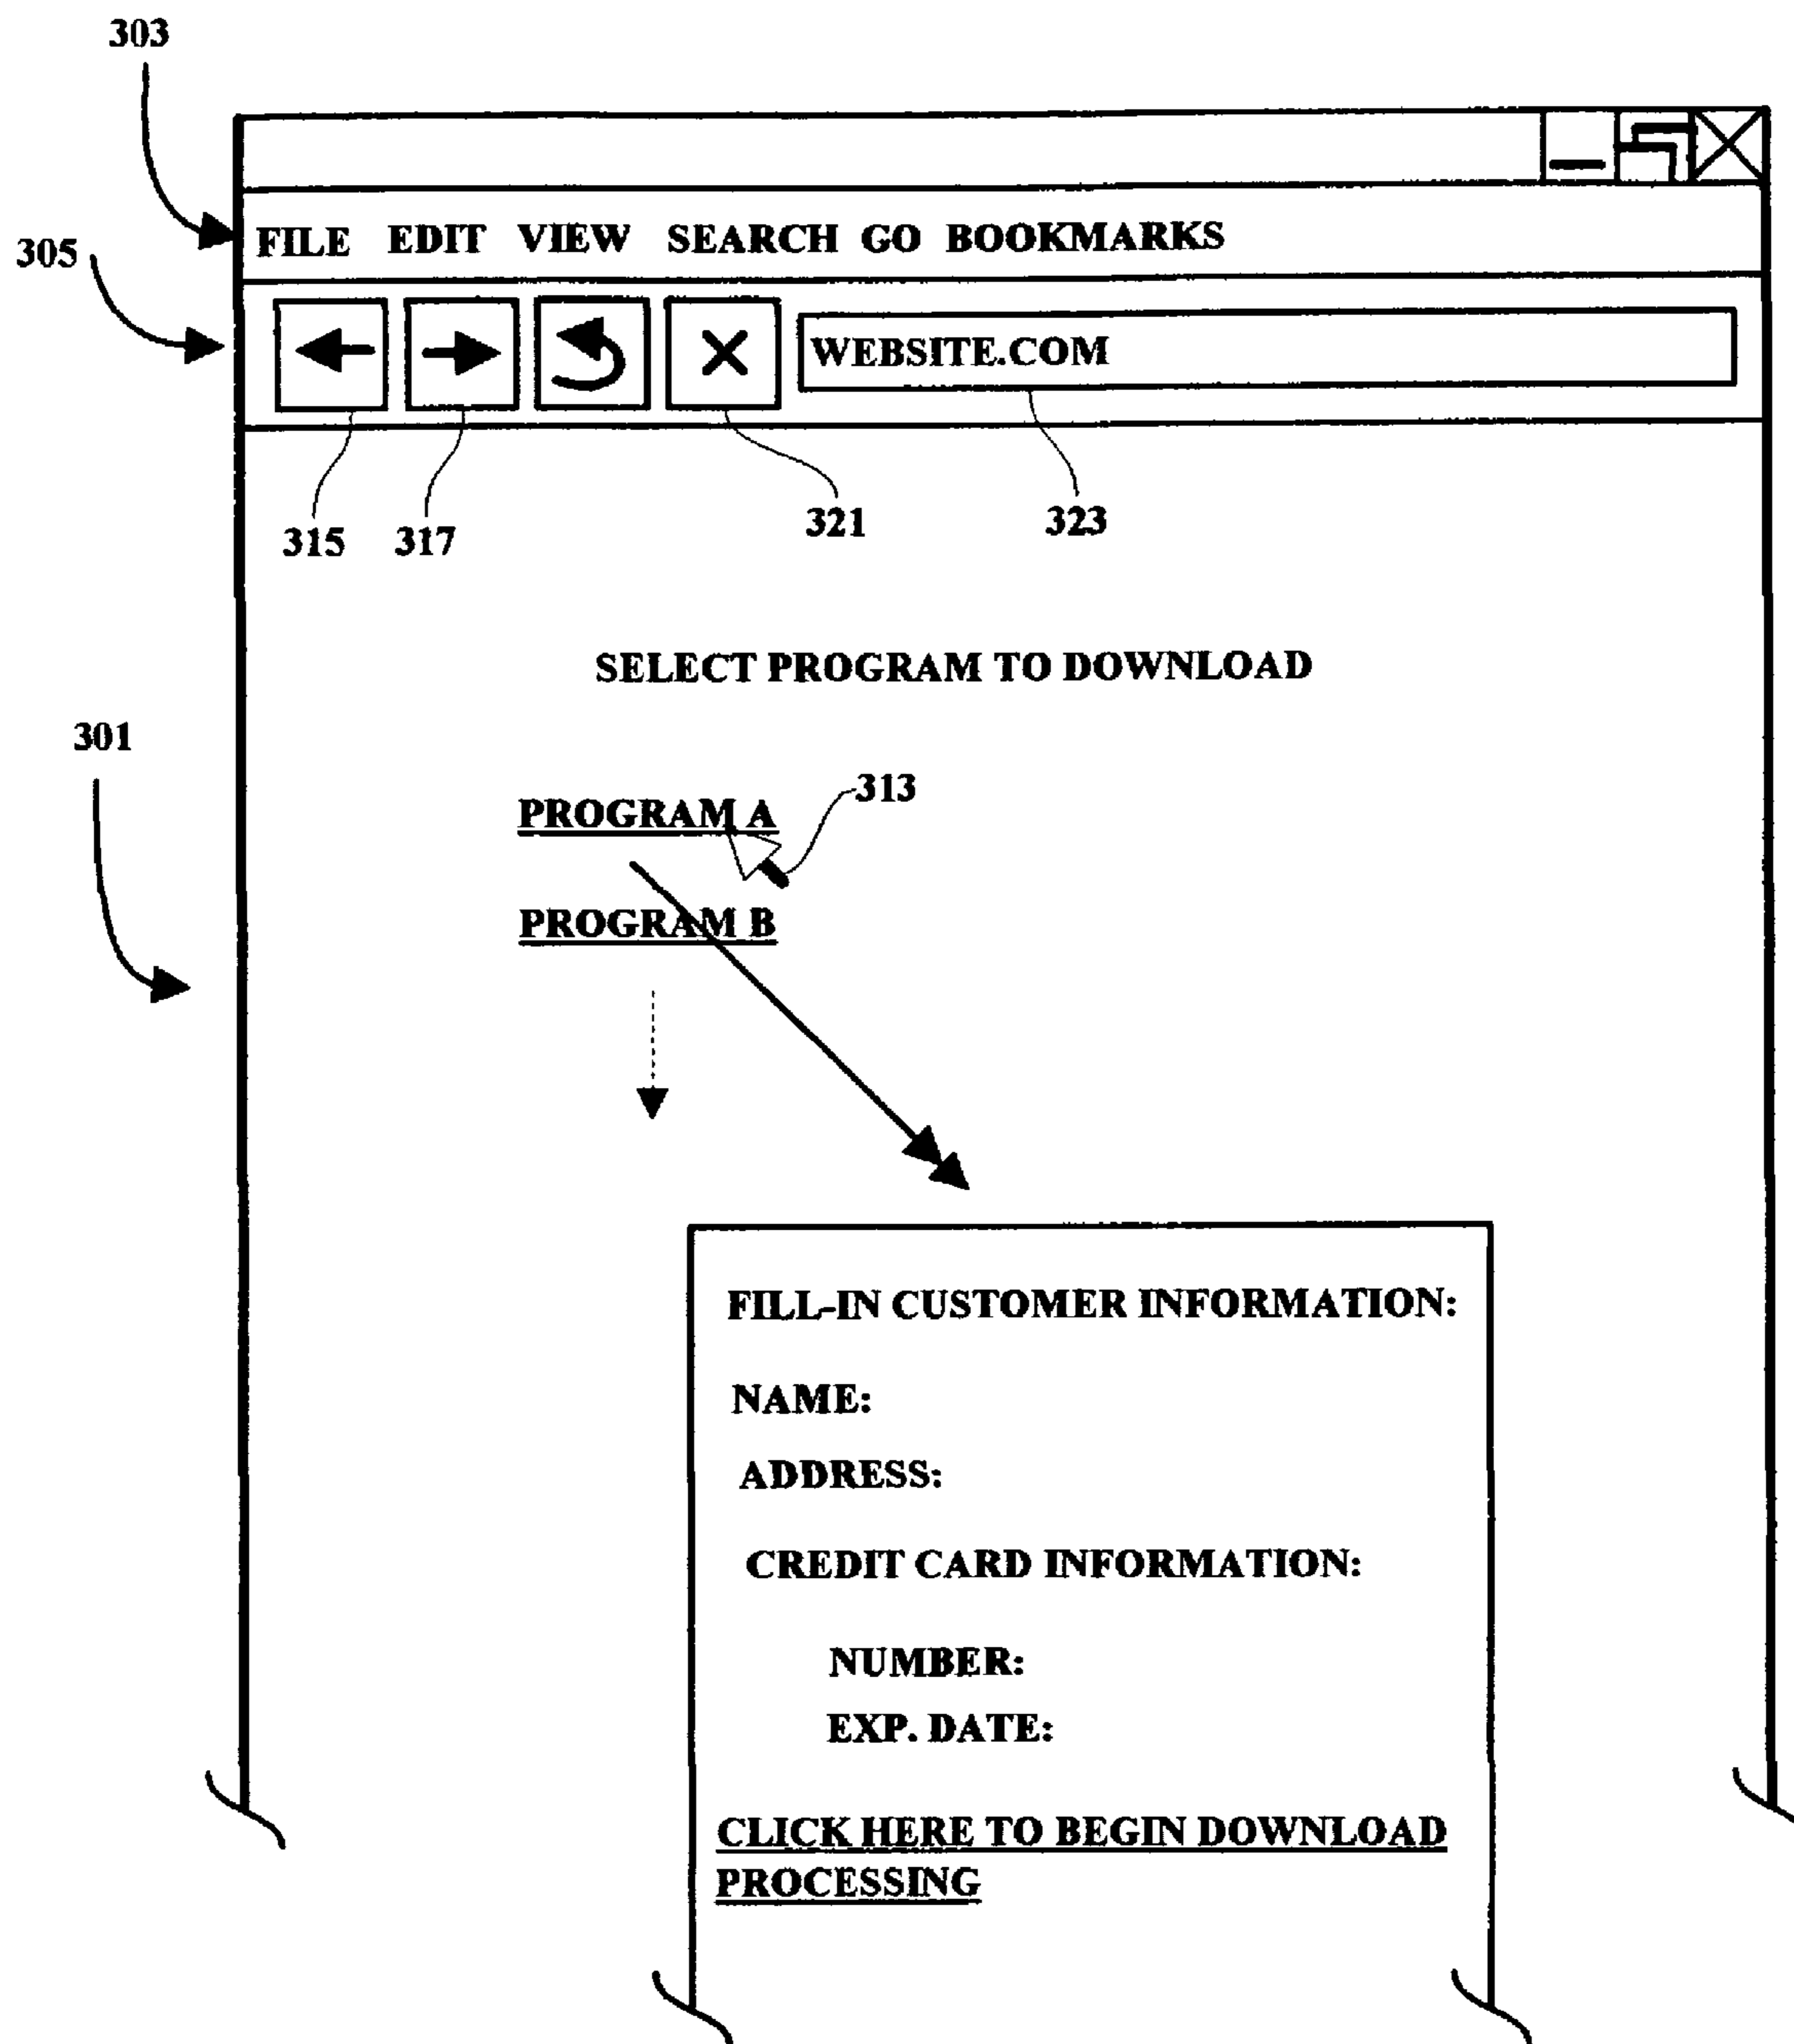 303
FILE EDIT VIEW SEARCH GO BOOKMARKS
305
WEBSITE.COM
315 317 321 323
SELECT PROGRAM TO DOWNLOAD
301
313
PROGRAM A
PROGRAM B
FILL-IN CUSTOMER INFORMATION:
NAME:
ADDRESS:
CREDIT CARD INFORMATION:
NUMBER:
EXP. DATE:
CLICK HERE TO BEGIN DOWNLOAD
PROCESSING